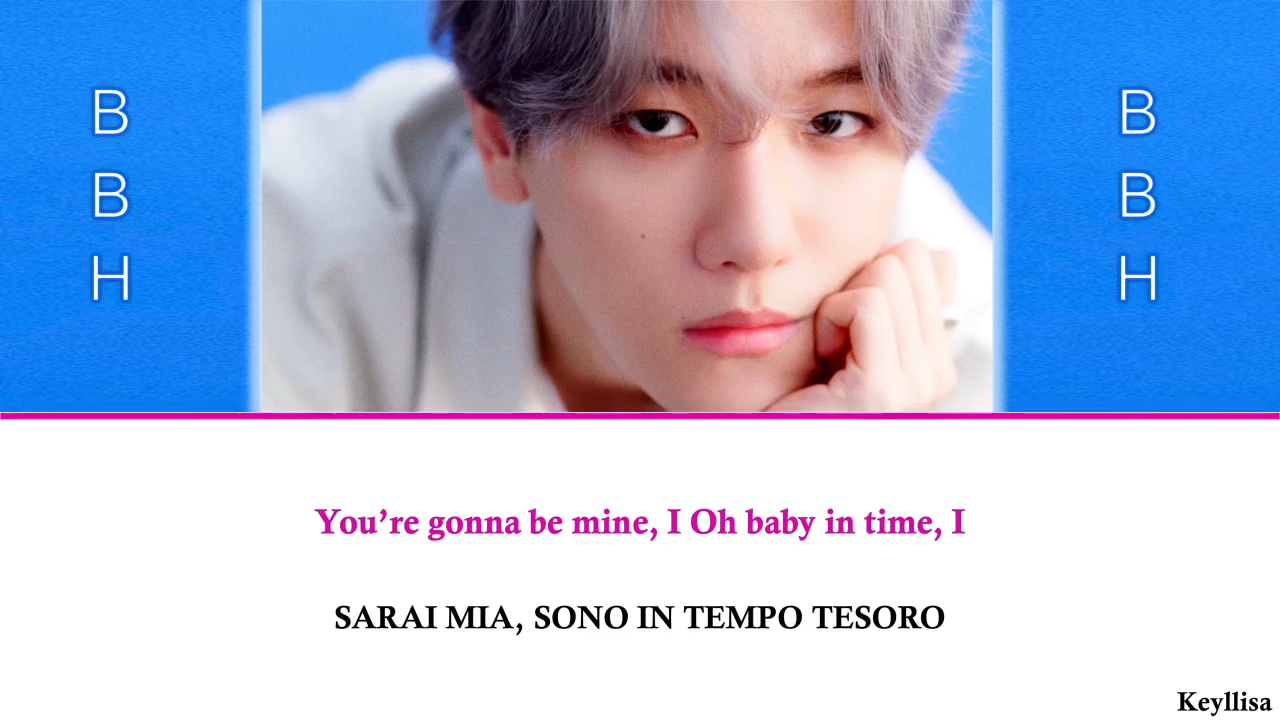 B
B
H
B
B
H
You’re gonna be mine, I Oh baby in time, I
SARAI MIA, SONO IN TEMPO TESORO
Keyllisa